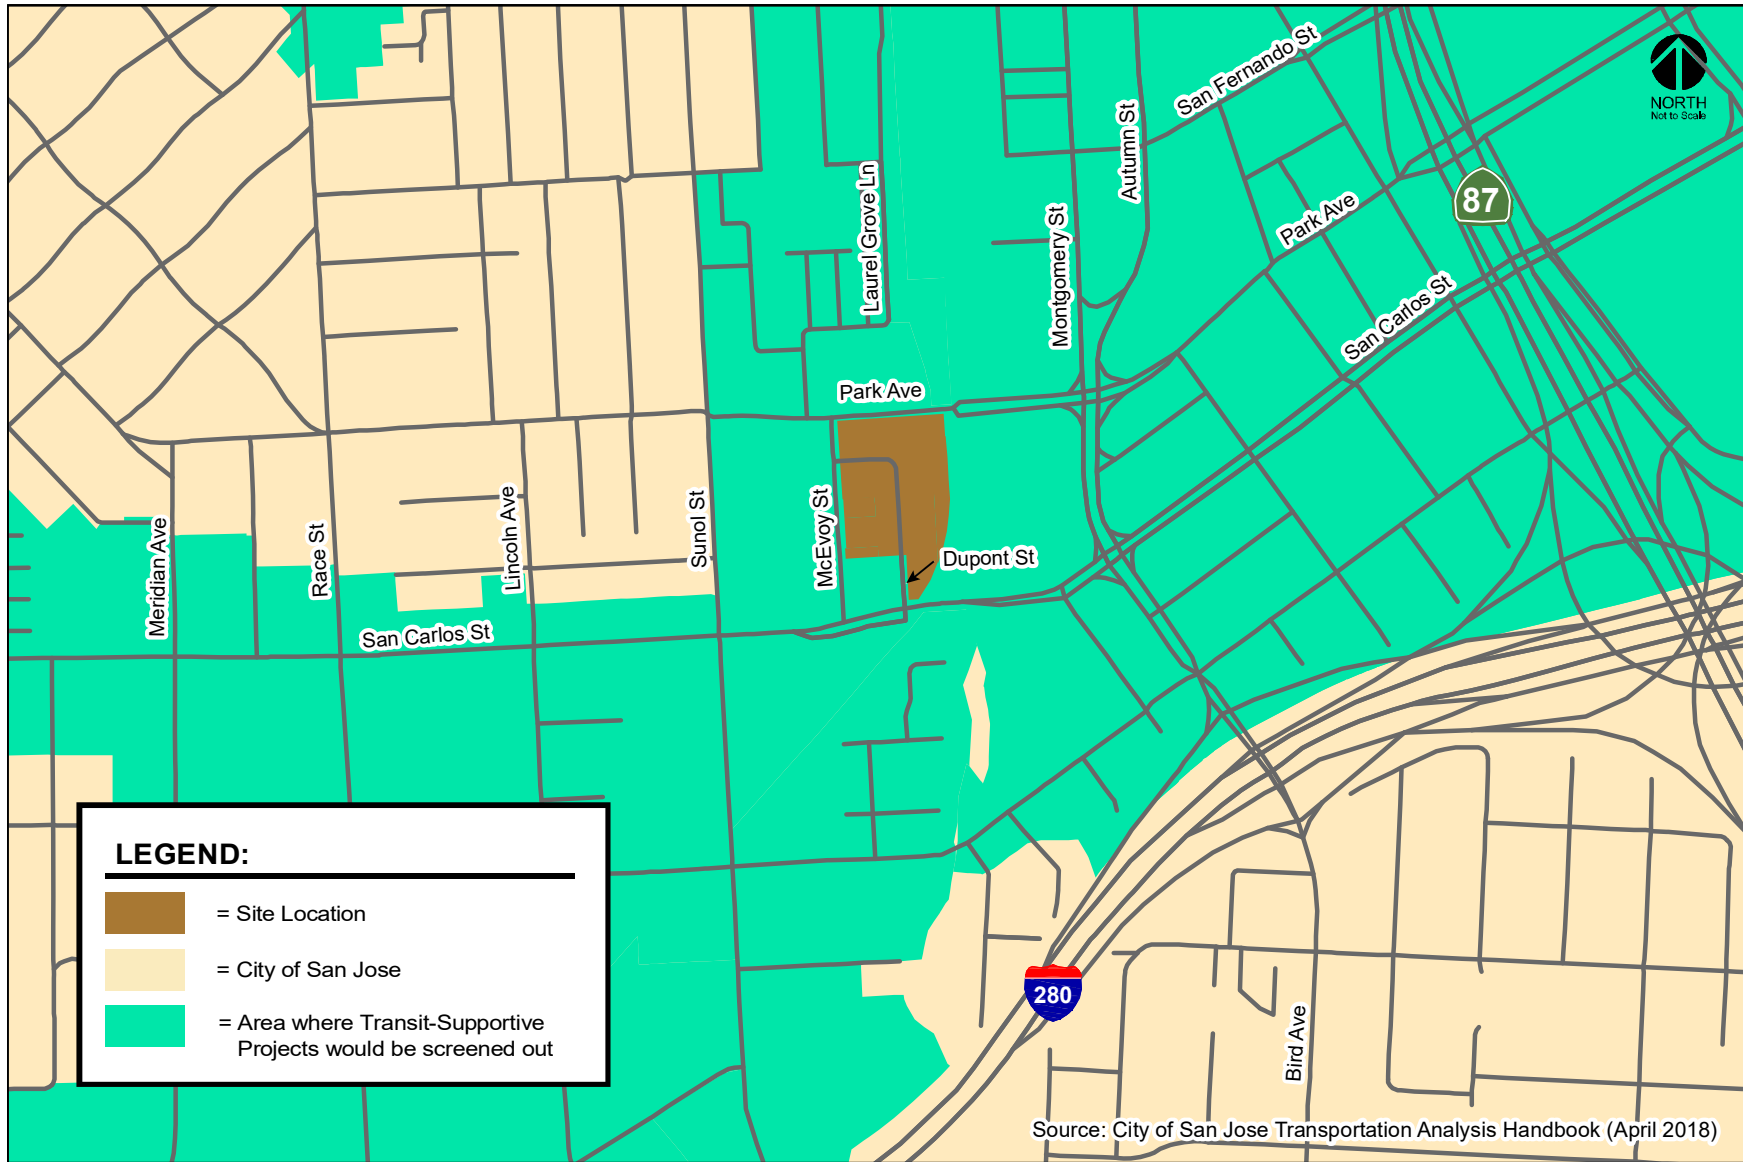 San Fernando St
NORTH
Not to Scale
Autumn St
87
Laurel Grove Ln
Park Ave
Montgomery St
San Carlos St
Park Ave
Meridian Ave
Race St
Lincoln Ave
Sunol St
McEvoy St
Dupont St
San Carlos St
LEGEND:
= Site Location
= City of San Jose
= Area where Transit-Supportive
Projects would be screened out
280
Bird Ave
Source: City of San Jose Transportation Analysis Handbook (April 2018)